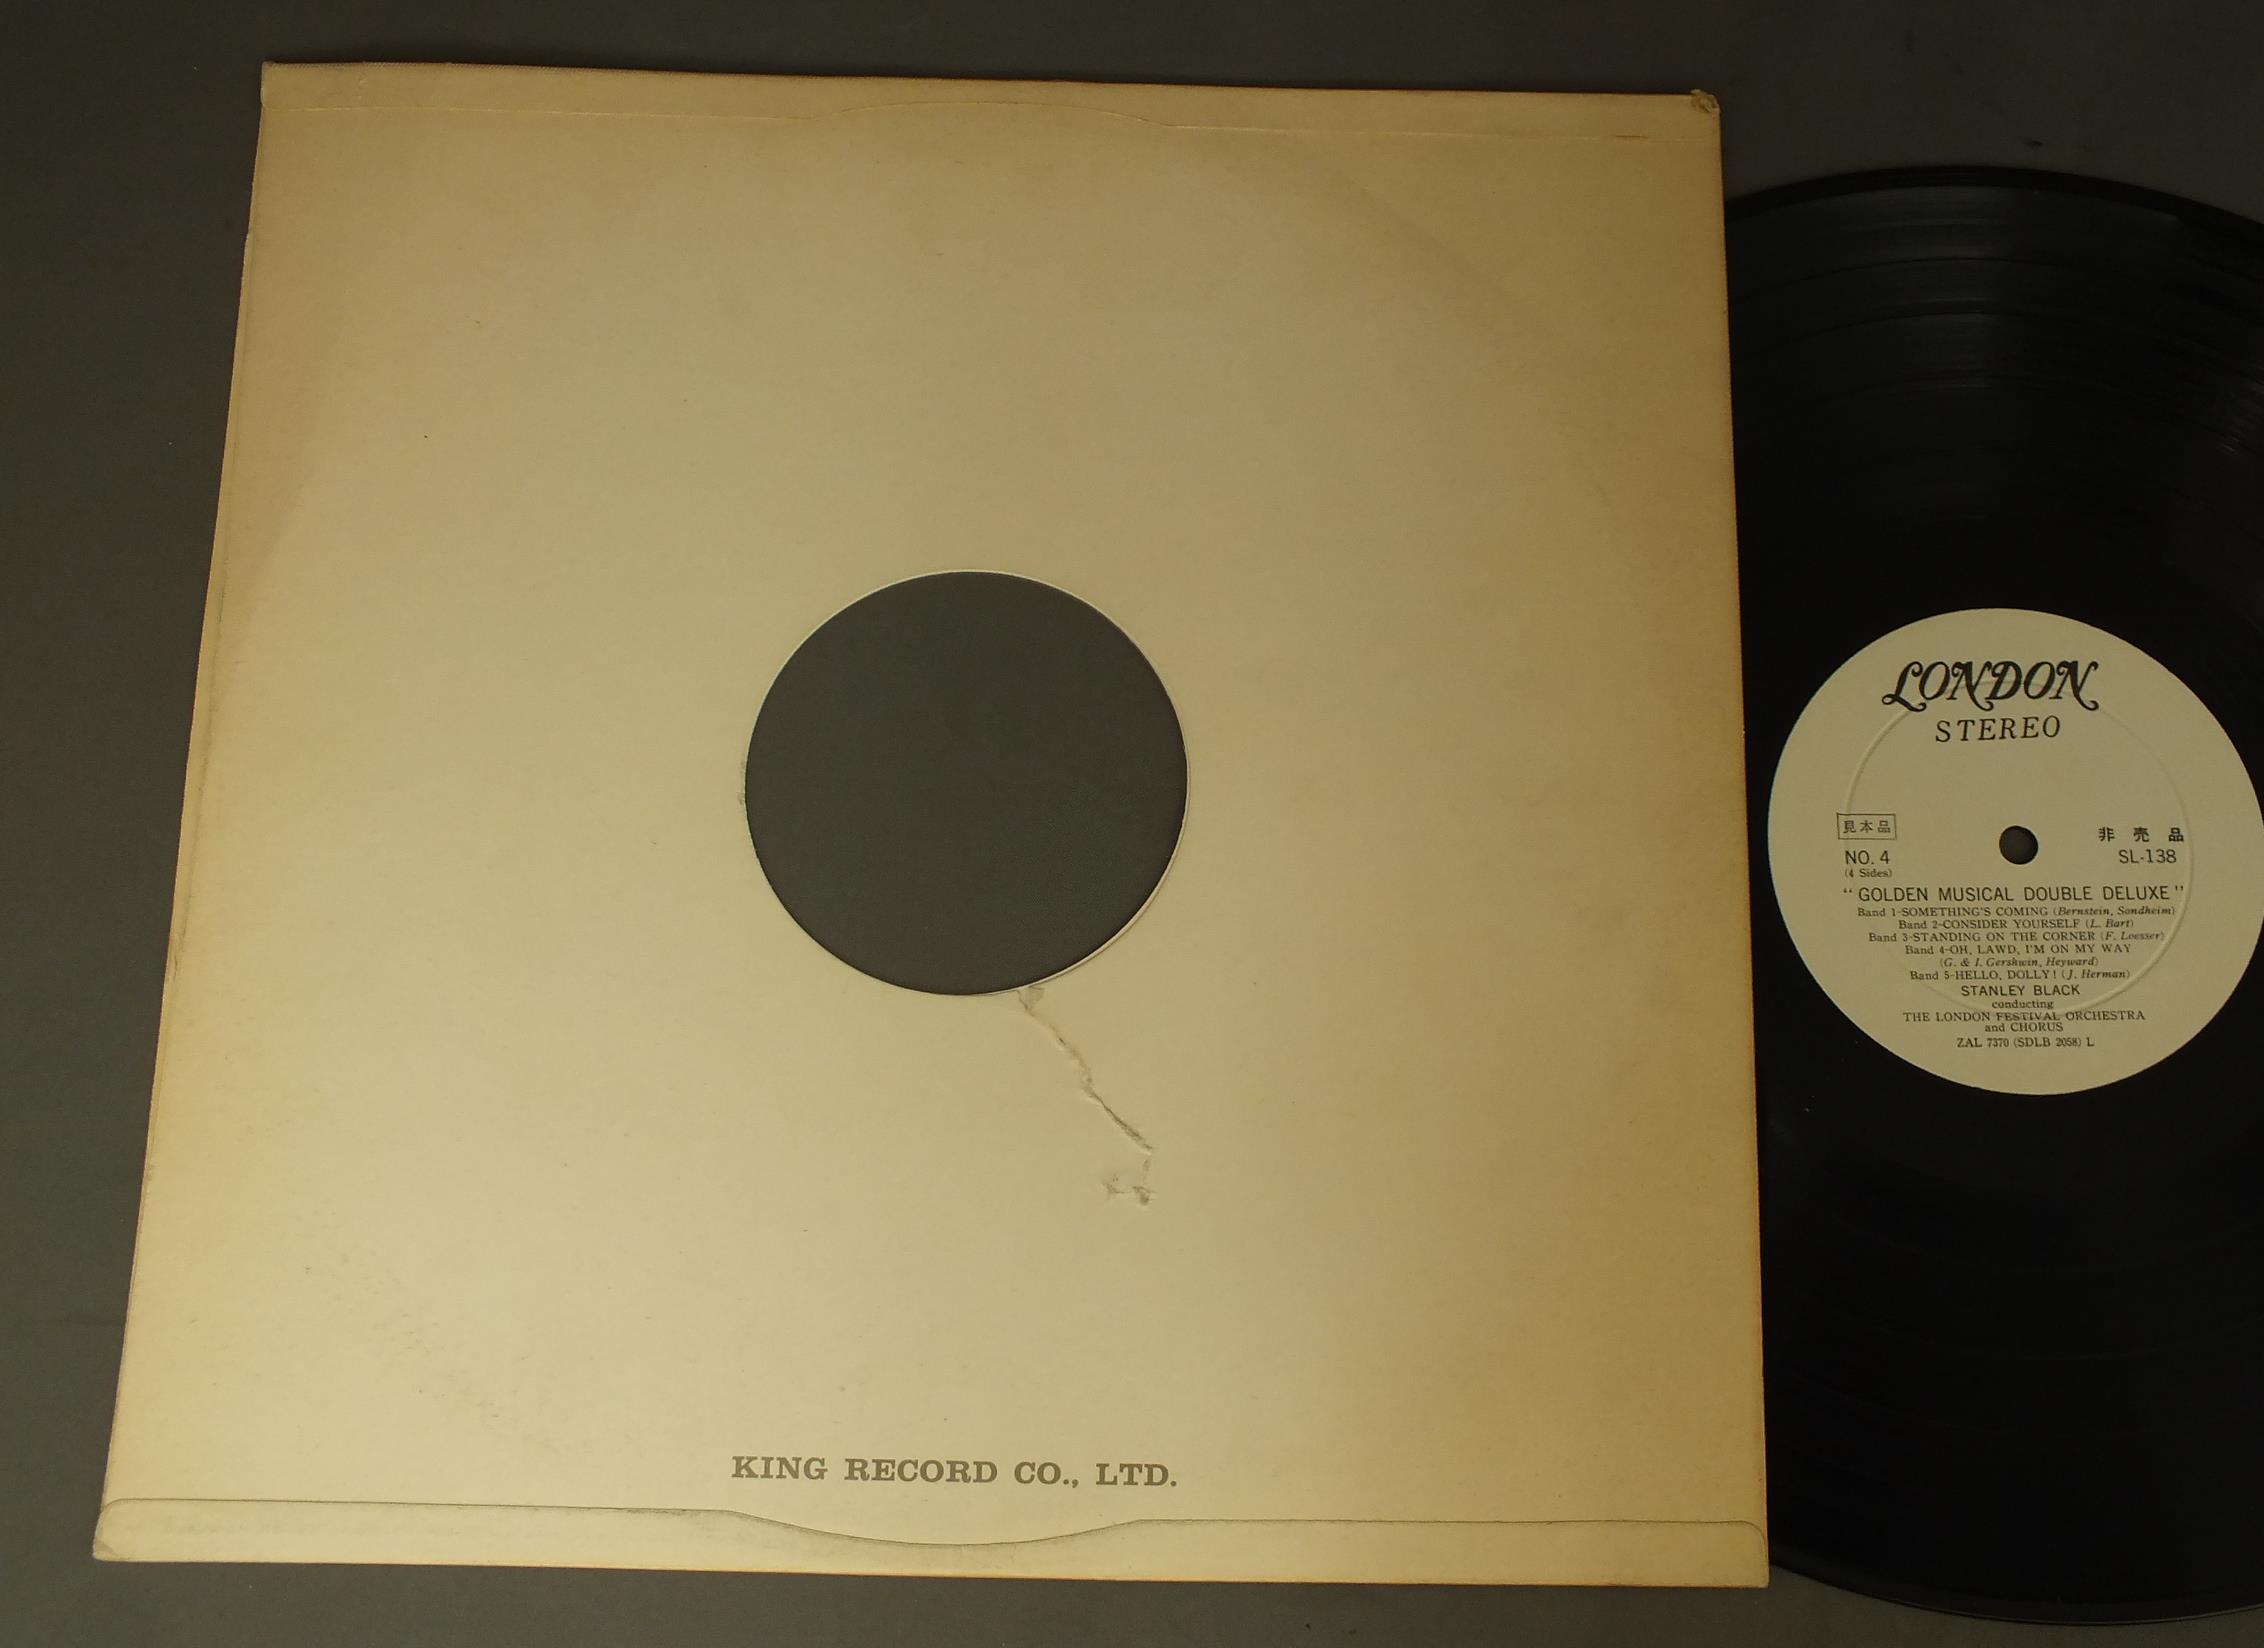 KING RECORD CO., LTD.
LONDON
STEREO
見本品
非売品
NO. 4
SL-138
(4 Sides)
“GOLDEN MUSICAL DOUBLE DELUXE”
Band 1-SOMETHING'S COMING (Bernstein, Sondheim)
Band 2-CONSIDER YOURSELF (L. Bart)
Band 3-STANDING ON THE CORNER (F. Loesser)
Band 4-OH, LAWD, I'M ON MY WAY
(G. & I. Gershwin, Heyward)
Band 5-HELLO, DOLLY! (J. Herman)
STANLEY BLACK
conducting
THE LONDON FESTIVAL ORCHESTRA
and CHORUS
ZAL 7370 (SDLB 2058) L